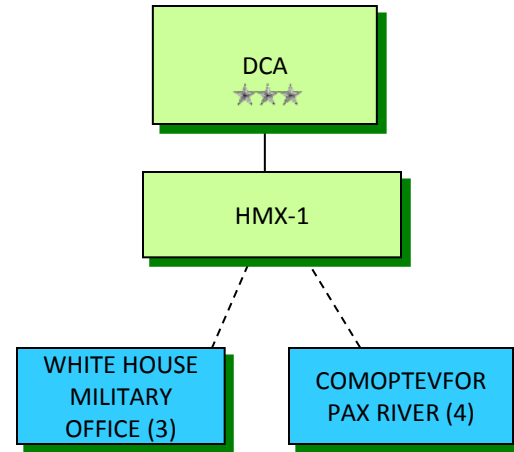 DCA
HMX-1
WHITE HOUSE
MILITARY
OFFICE (3)
COMOPTEVFOR
PAX RIVER (4)